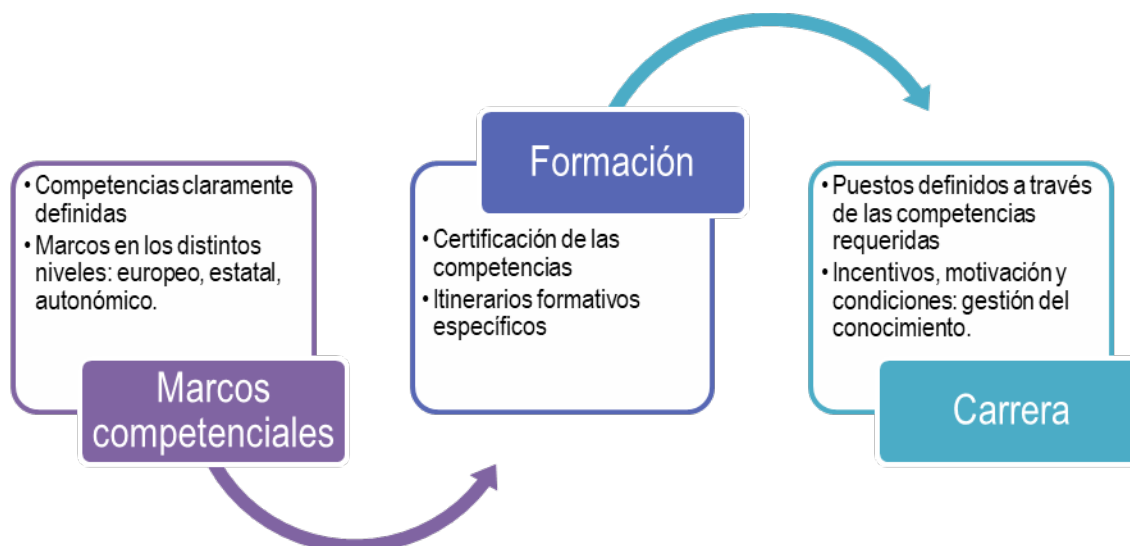 • Competencias claramente
definidas
• Marcos en los distintos
niveles: europeo, estatal,
autonómico.
Marcos
competenciales
Formación
• Certificación de las
competencias
• Itinerarios formativos
específicos
• Puestos definidos a través
de las competencias
requeridas
• Incentivos, motivación y
condiciones: gestión del
conocimiento.
Carrera